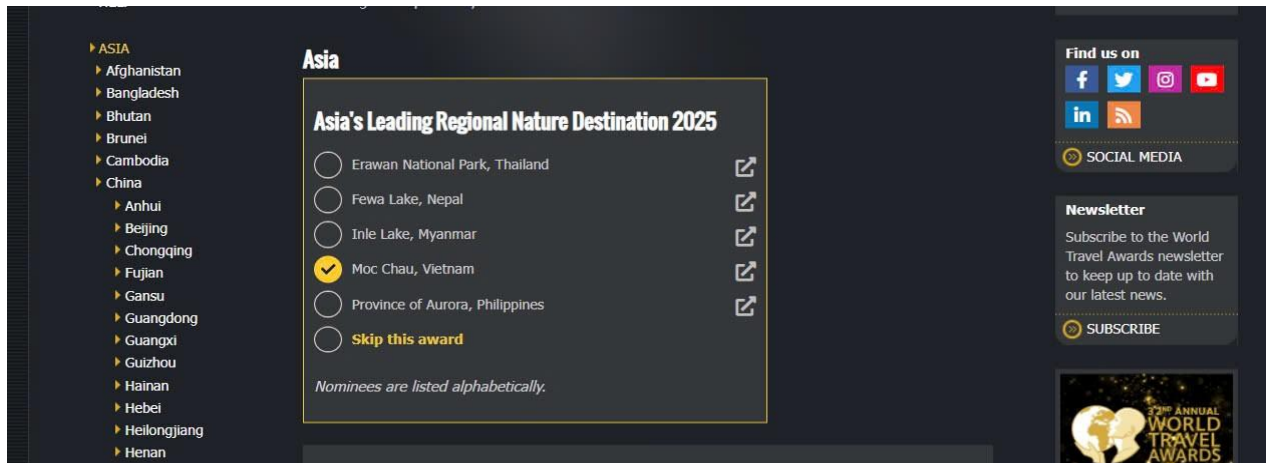 ASIA
Afghanistan
Bangladesh
Bhutan
Brunei
Cambodia
China
Anhui
Beijing
Chongqing
Fujian
Gansu
Guangdong
Guangxi
Guizhou
Hainan
Hebei
Heilongjiang
Henan
Asia
Asia's Leading Regional Nature Destination 2025
Erawan National Park, Thailand
Fewa Lake, Nepal
Inle Lake, Myanmar
Moc Chau, Vietnam
Province of Aurora, Philippines
Skip this award
Nominees are listed alphabetically.
Find us on
SOCIAL MEDIA
Newsletter
Subscribe to the World
Travel Awards newsletter
to keep up to date with
our latest news.
SUBSCRIBE
32ND ANNUAL
WORLD
TRAVEL
AWARDS